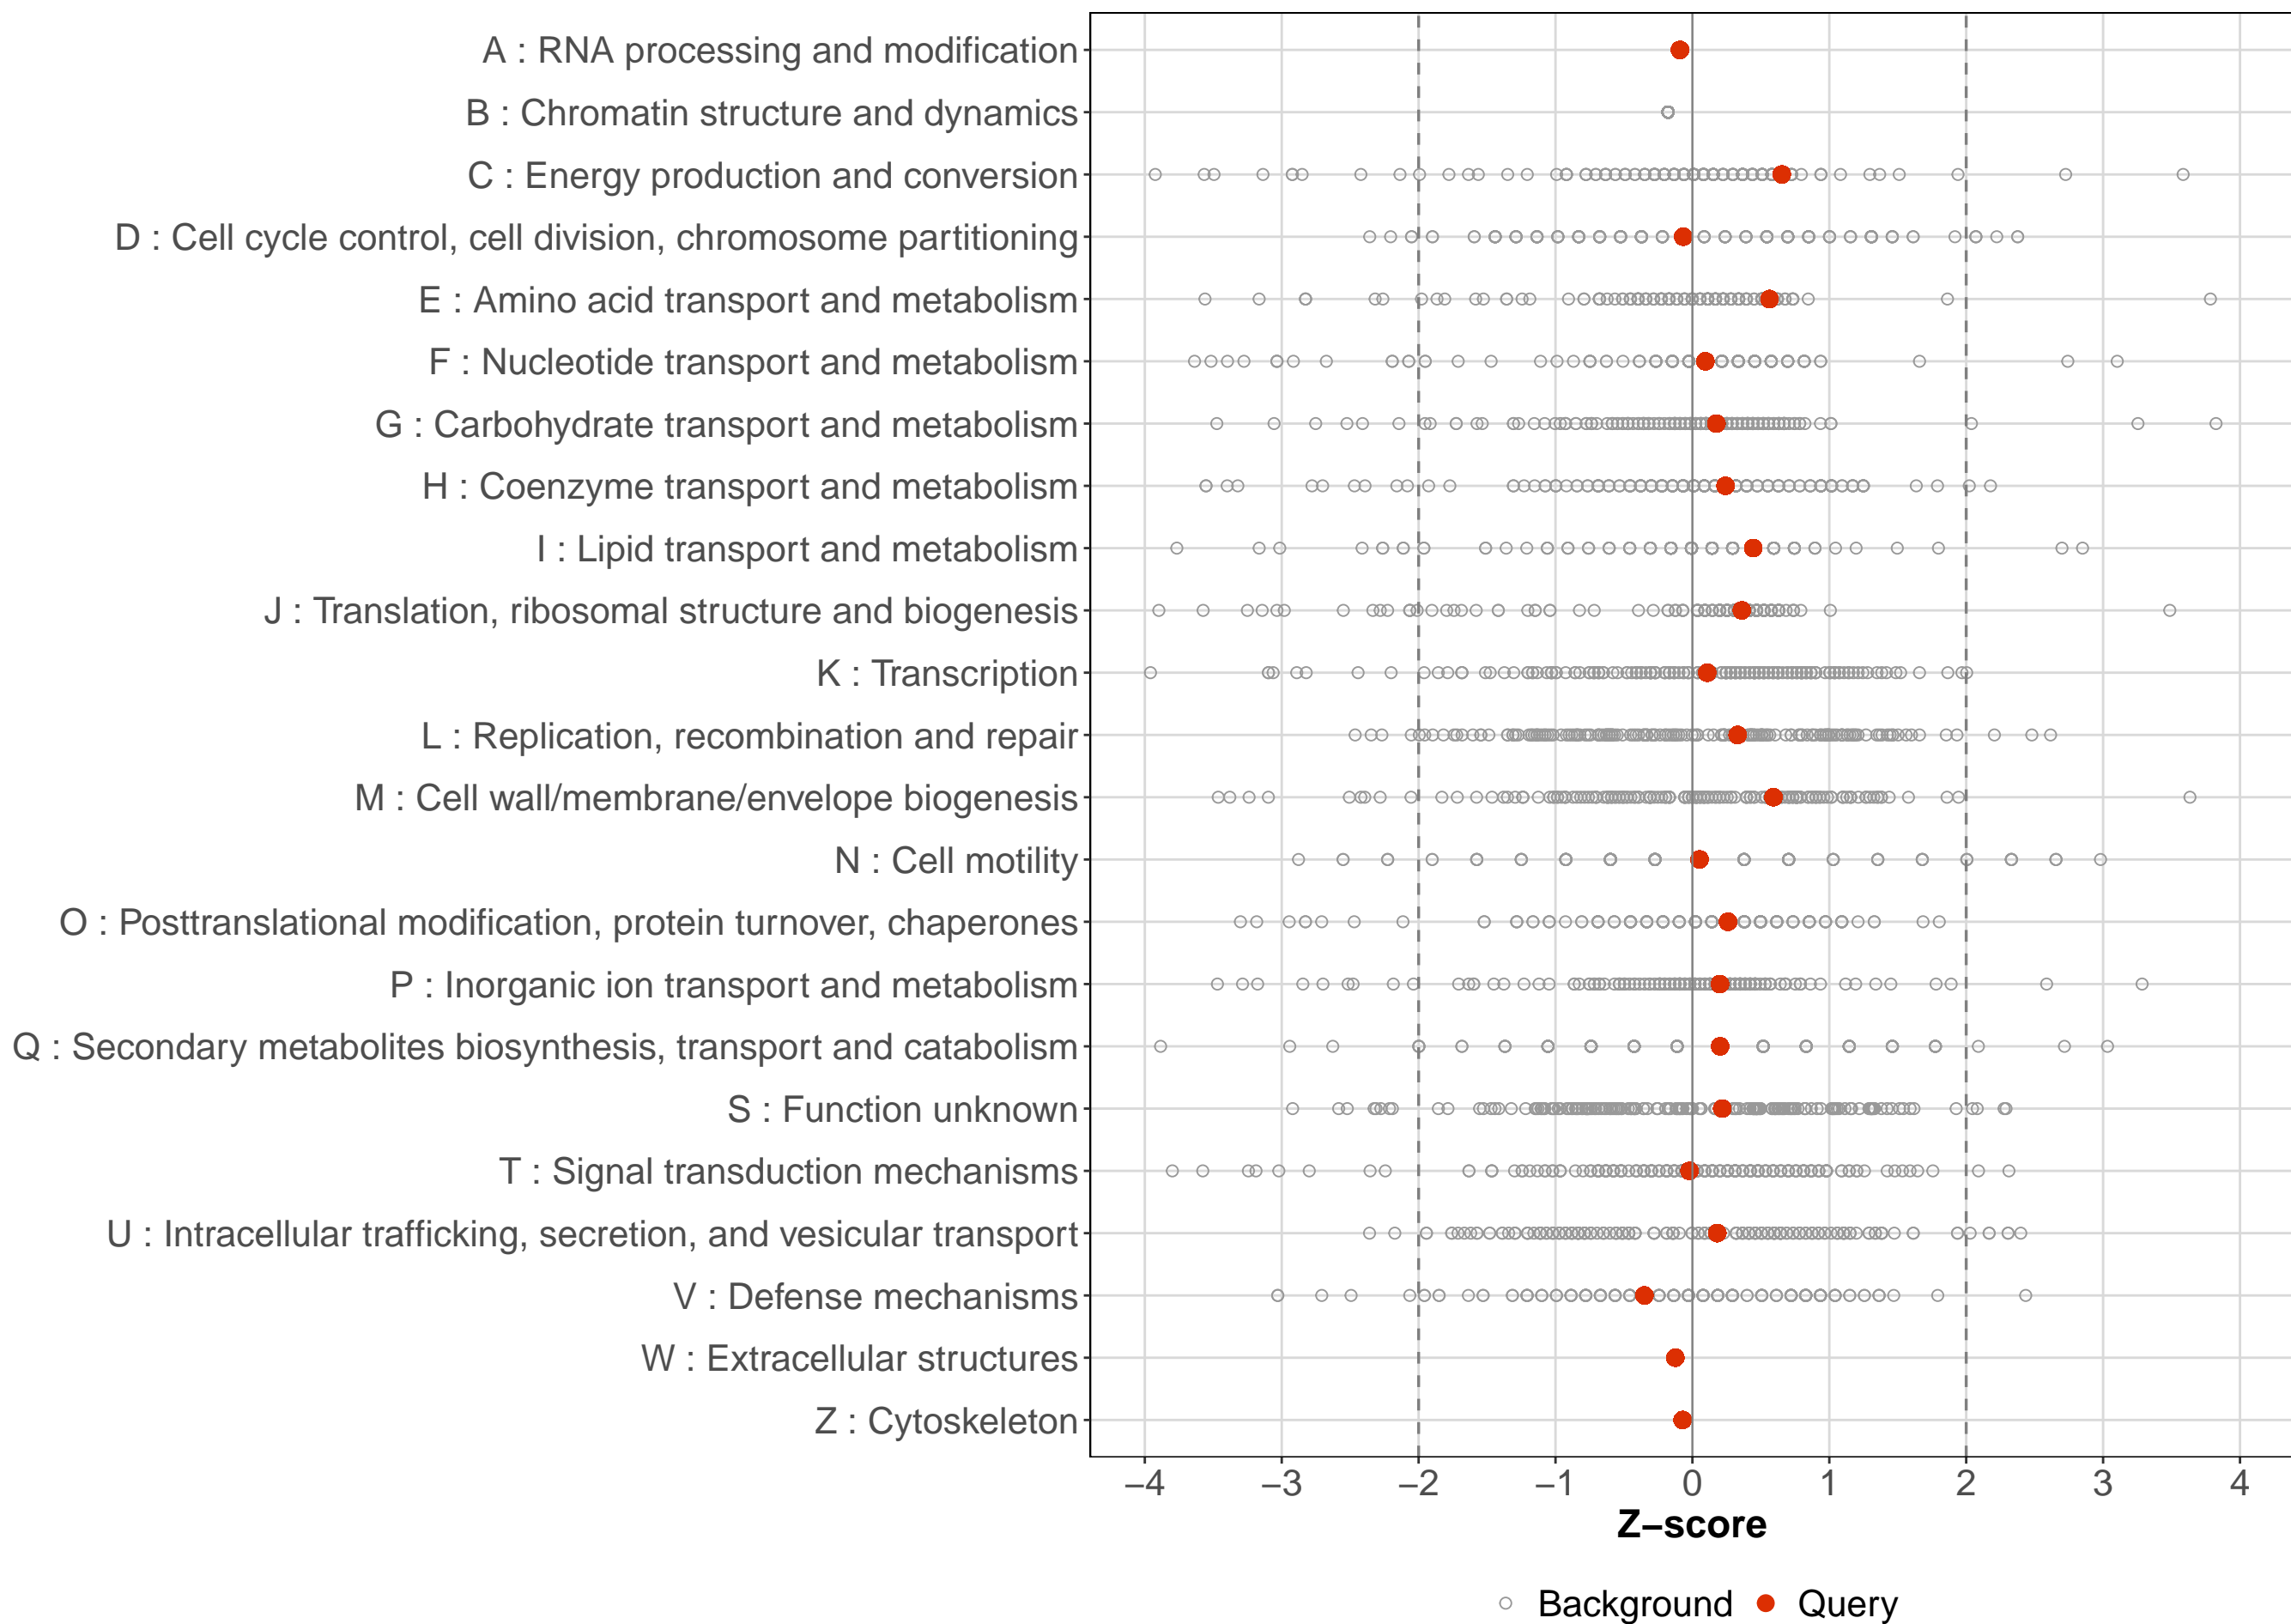 A : RNA processing and modification
B : Chromatin structure and dynamics
C : Energy production and conversion
D : Cell cycle control, cell division, chromosome partitioning
E : Amino acid transport and metabolism
F : Nucleotide transport and metabolism
G : Carbohydrate transport and metabolism
H : Coenzyme transport and metabolism
I : Lipid transport and metabolism
J : Translation, ribosomal structure and biogenesis
K : Transcription
L : Replication, recombination and repair
M : Cell wall/membrane/envelope biogenesis
N : Cell motility
O : Posttranslational modification, protein turnover, chaperones
P : Inorganic ion transport and metabolism
Q : Secondary metabolites biosynthesis, transport and catabolism
S : Function unknown
T : Signal transduction mechanisms
U : Intracellular trafficking, secretion, and vesicular transport
V : Defense mechanisms
W : Extracellular structures
Z : Cytoskeleton
−4 −3 −2 −1 0 1 2 3 4
Z−score
Background Query